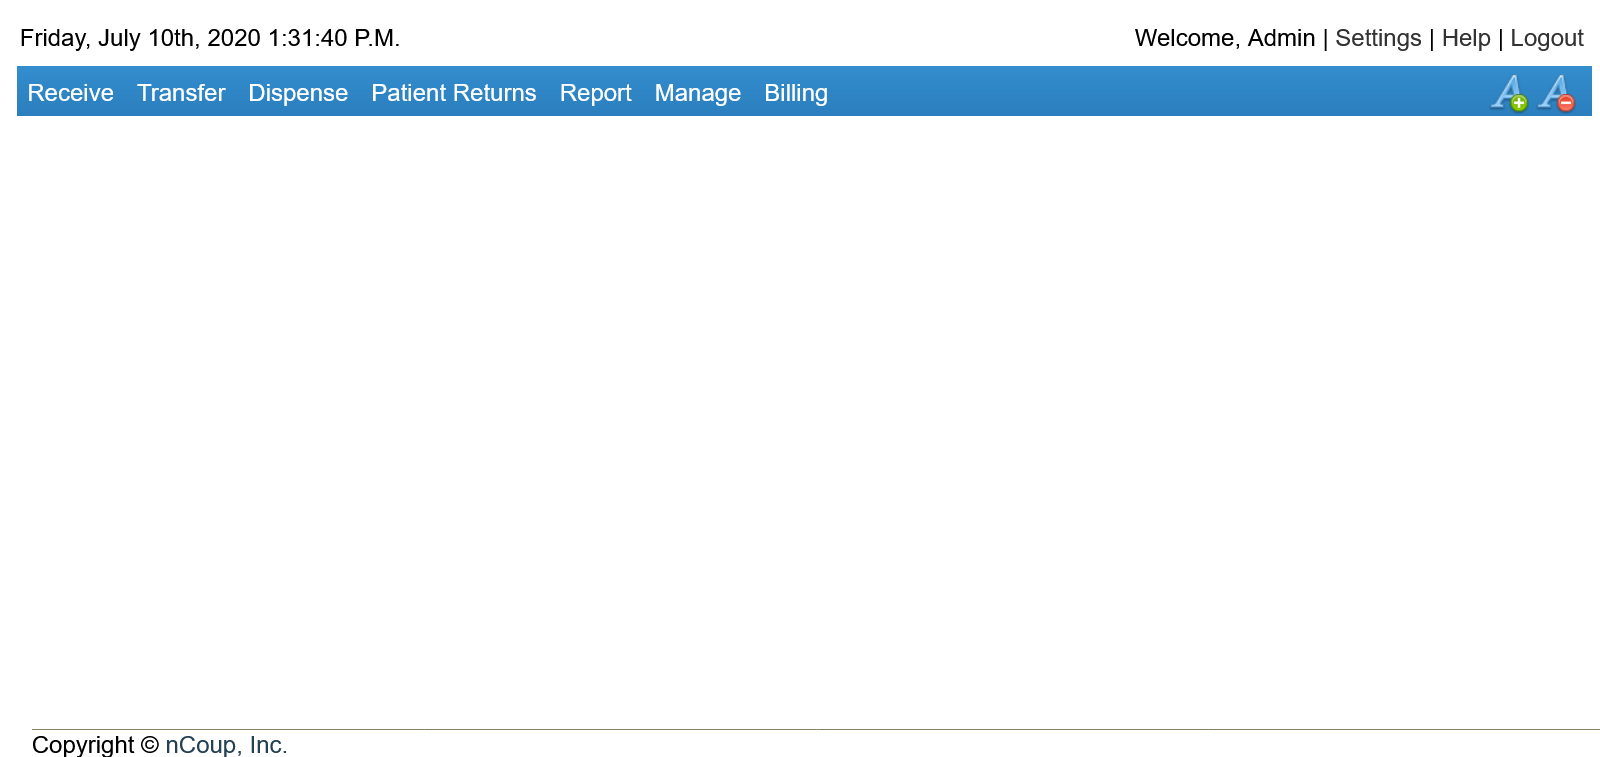 Friday, July 10th, 2020 1:31:40 P.M.
Welcome, Admin | Settings | Help | Logout
Receive Transfer Dispense Patient Returns Report Manage Billing
Copyright © nCoup, Inc.